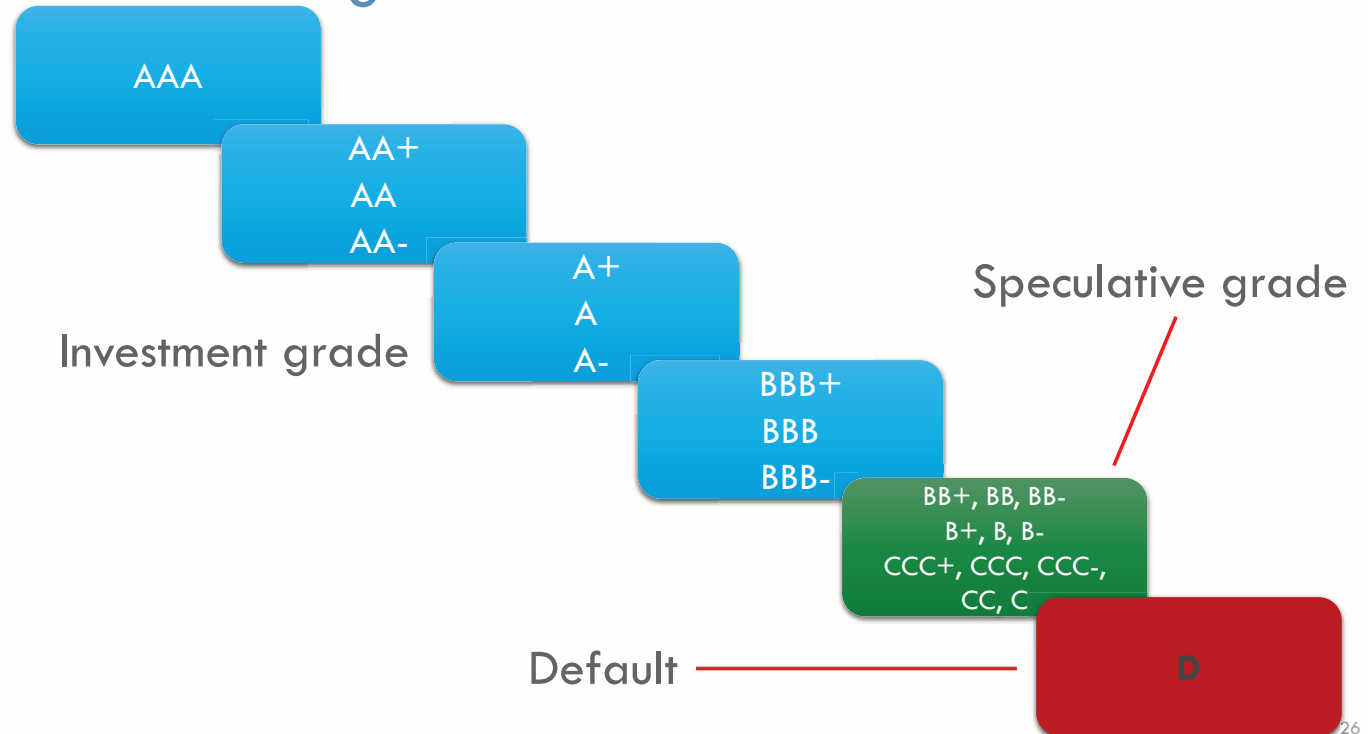 AAA
AA+
AA
AA-
A+
A
A-
Speculative grade
Investment grade
BBB+
BBB
BBB-
BB+, BB, BB-
B+, B, B-
CCC+, CCC, CCC-,
CC, C
Default
D
26